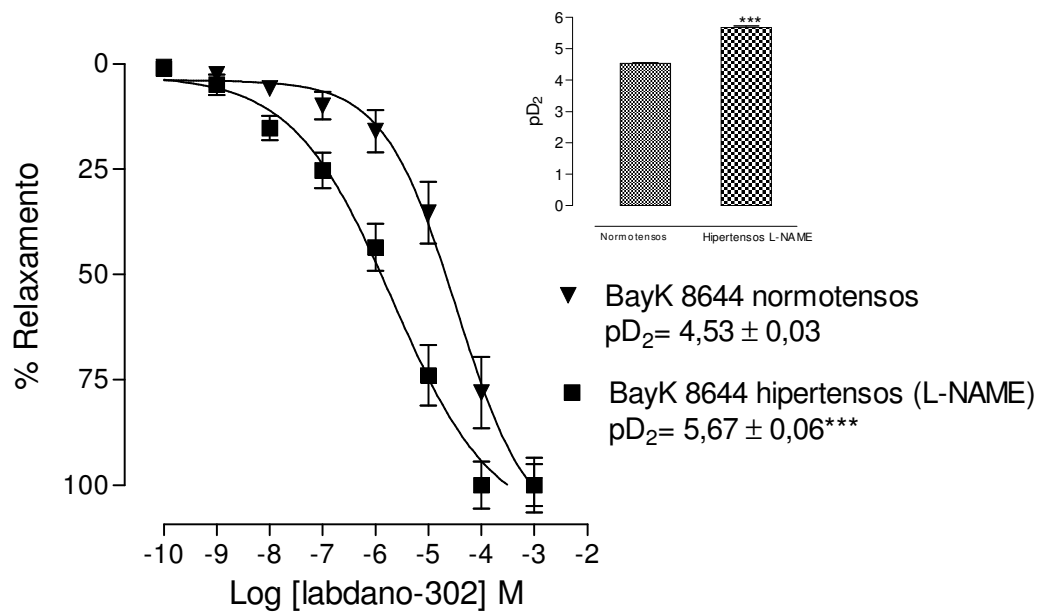 6
5
4
3
2
1
0
pD₂
***
Normotensos
Hipertensos L-NAME
0
25
50
75
100
% Relaxamento
-10 -9 -8 -7 -6 -5 -4 -3 -2
Log [labdano-302] M
BayK 8644 normotensos
pD₂= 4,53 ± 0,03
BayK 8644 hipertensos (L-NAME)
pD₂= 5,67 ± 0,06***